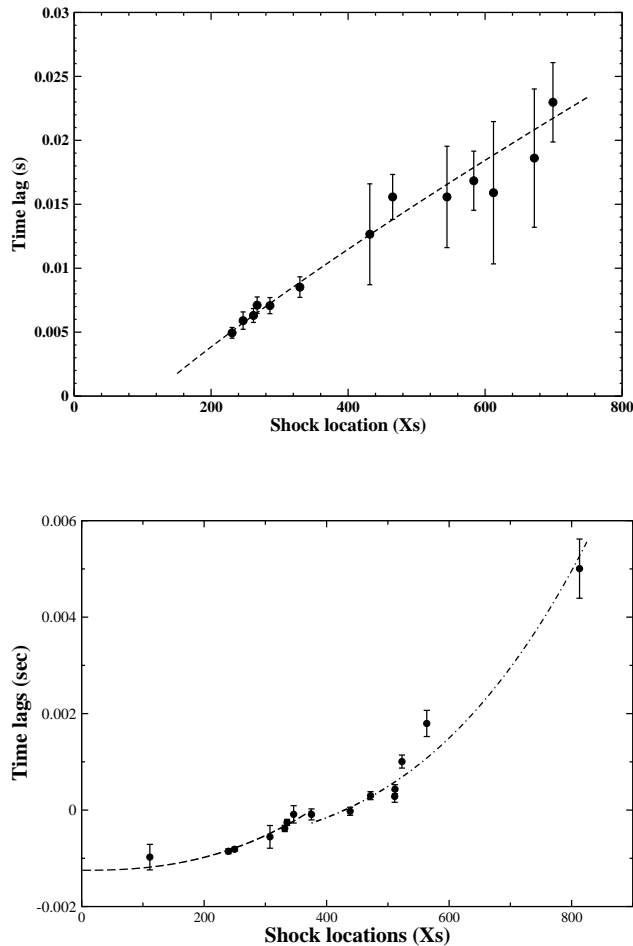 0.03
0.025
0.02
0.015
0.01
0.005
0
Time lag (s)
0 200 400 600 800
Shock location (Xs)
0.006
0.004
0.002
0
-0.002
Time lags (sec)
0 200 400 600 800
Shock locations (Xs)